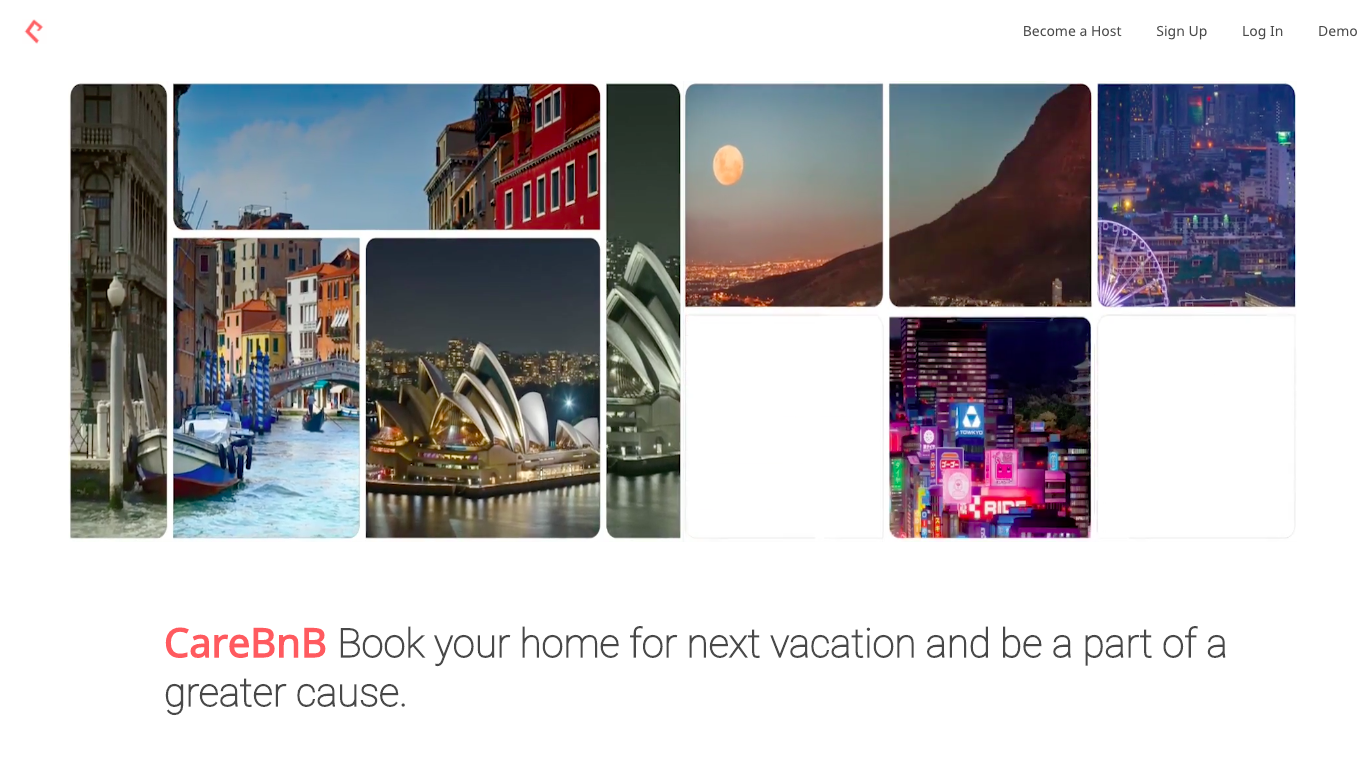 Become a Host
Sign Up
Log In
Demo
TOWKYO
RIDE
CareBnB Book your home for next vacation and be a part of a
greater cause.